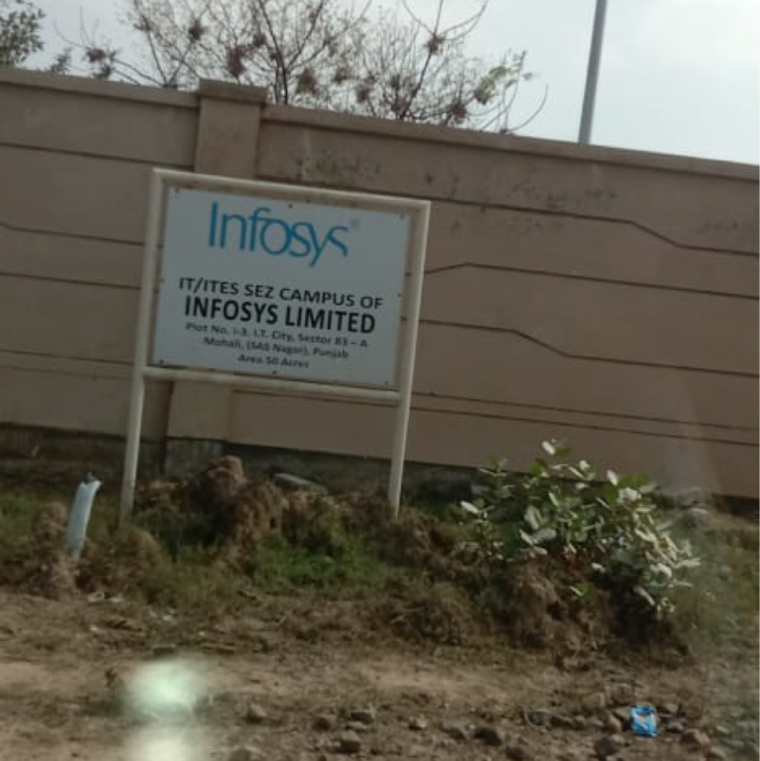 Infosys®
IT/ITES SEZ CAMPUS OF
INFOSYS LIMITED
Plot No. I-3, I.T. City, Sector 83 – A
Mohali, (SAS Nagar), Punjab
Area 50 Acres